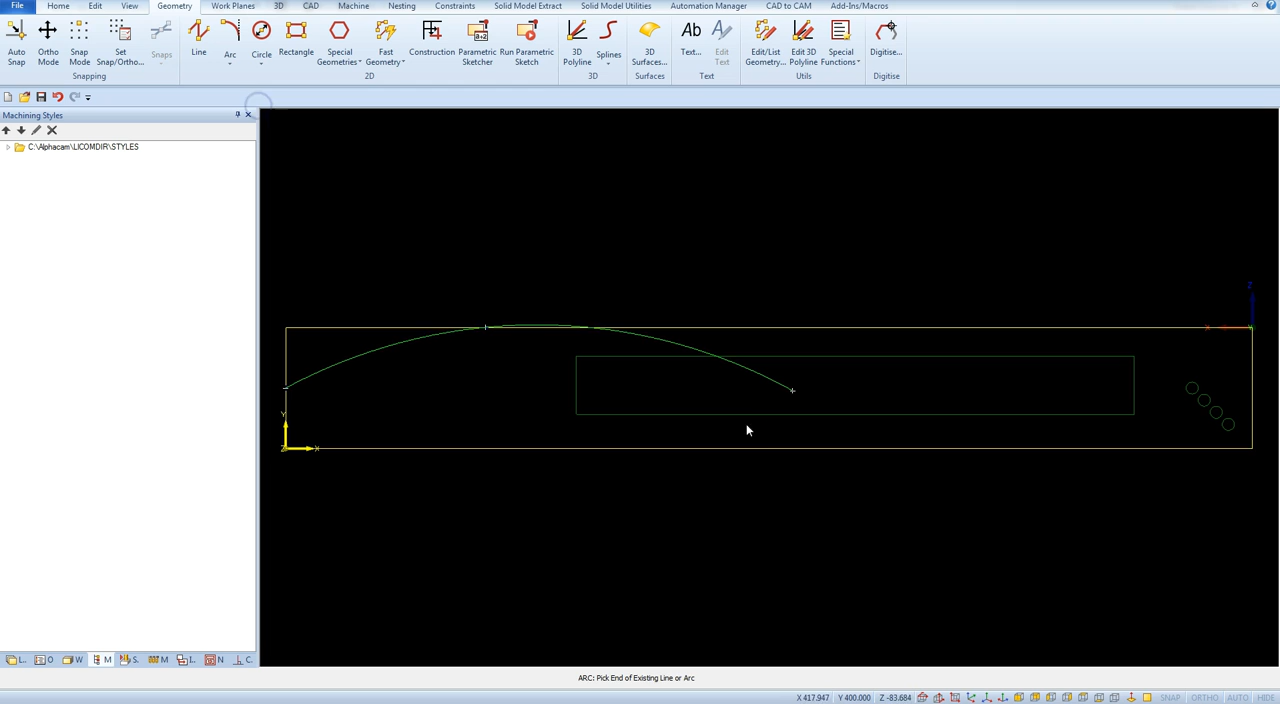 File Home Edit View Geometry Work Planes 3D CAD Machine Nesting Constraints Solid Model Extract Solid Model Utilities Automation Manager CAD to CAM Add-Ins/Macros
Auto Snap
Ortho Mode
Snap Mode
Set Snap/Ortho...
Snaps
Line
Arc
Circle
Rectangle
Special Geometries
Fast Geometry
Construction
Parametric Sketcher
Run Parametric Sketch
3D Polyline
Splines
3D Surfaces...
Text...
Edit Text
Edit/List Geometry...
Edit 3D Polyline
Special Functions
Digitise...
Snapping 2D 3D Surfaces Text Utils Digitise
Machining Styles
C:\Alphacam\LICOMDIR\STYLES
Z
X
Y
Y
Z X
L... O W M S. M I.. N C.
ARC: Pick End of Existing Line or Arc
X 417.947 Y 400.000 Z -83.684 SNAP ORTHO AUTO HIDE